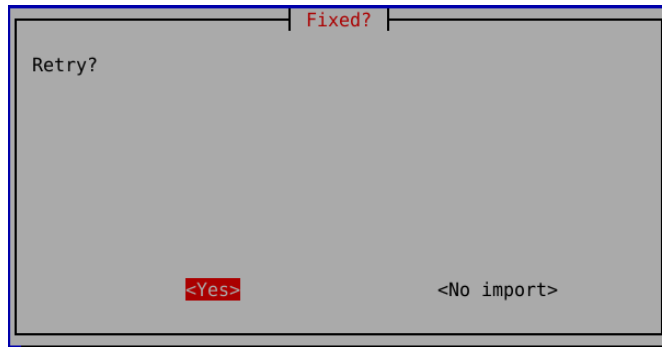 Fixed?
Retry?
<Yes> <No import>